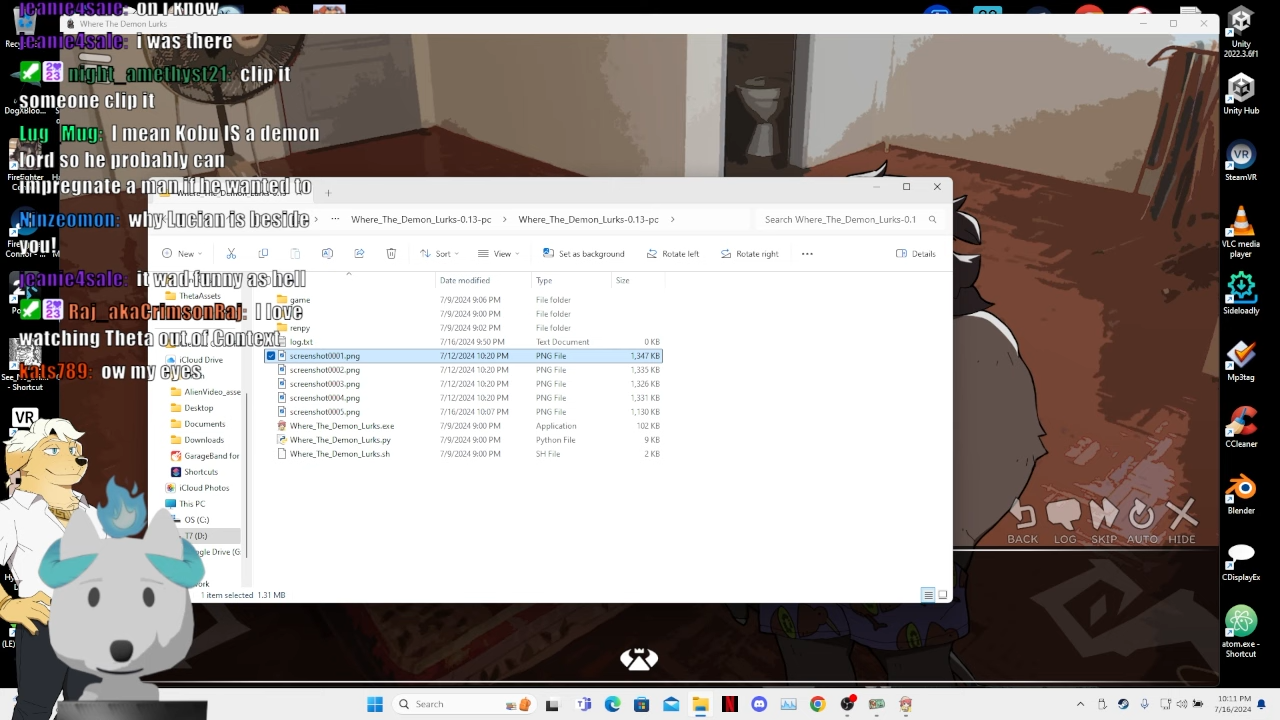 jeanie4sale: oh i know
Where The Demon Lurks
jeanie4sale: i was there
night_amethyst21: clip it
someone clip it
Lug_Mug: I mean Kobu IS a demon
lord so he probably can
impregnate a man if he wanted to
Ninzeomon: why Lucian is beside
you!
jeanie4sale: it wad funny as hell
Raj_akaCrimsonRaj: I love
watching Theta out of Context
kats789: ow my eyes
Where_The_Demon_Lurks-0.13-pc
Where_The_Demon_Lurks-0.13-pc
Search Where_The_Demon_Lurks-0.1
New
Sort
View
Set as background
Rotate left
Rotate right
Details
Date modified
Type
Size
game 7/9/2024 9:06 PM File folder
7/9/2024 9:00 PM File folder
renpy 7/9/2024 9:02 PM File folder
log.txt 7/16/2024 9:50 PM Text Document 0 KB
screenshot0001.png 7/12/2024 10:20 PM PNG File 1,347 KB
screenshot0002.png 7/12/2024 10:20 PM PNG File 1,335 KB
screenshot0003.png 7/12/2024 10:20 PM PNG File 1,326 KB
screenshot0004.png 7/12/2024 10:20 PM PNG File 1,331 KB
screenshot0005.png 7/16/2024 10:07 PM PNG File 1,130 KB
Where_The_Demon_Lurks.exe 7/9/2024 9:00 PM Application 102 KB
Where_The_Demon_Lurks.py 7/9/2024 9:00 PM Python File 9 KB
Where_The_Demon_Lurks.sh 7/9/2024 9:00 PM SH File 2 KB
ThetaAssets
iCloud Drive
AlienVideo_asse
Desktop
Documents
Downloads
GarageBand for
Shortcuts
iCloud Photos
This PC
OS (C:)
T7 (D:)
1 item selected 1.31 MB
BACK
LOG
SKIP
AUTO
HIDE
Unity
2022.3.6f1
Unity Hub
VR
SteamVR
VLC media
player
Sideloadly
Mp3tag
CCleaner
Blender
CDisplayEx
atom.exe -
Shortcut
VR
Shortcut
Search
10:11 PM
7/16/2024